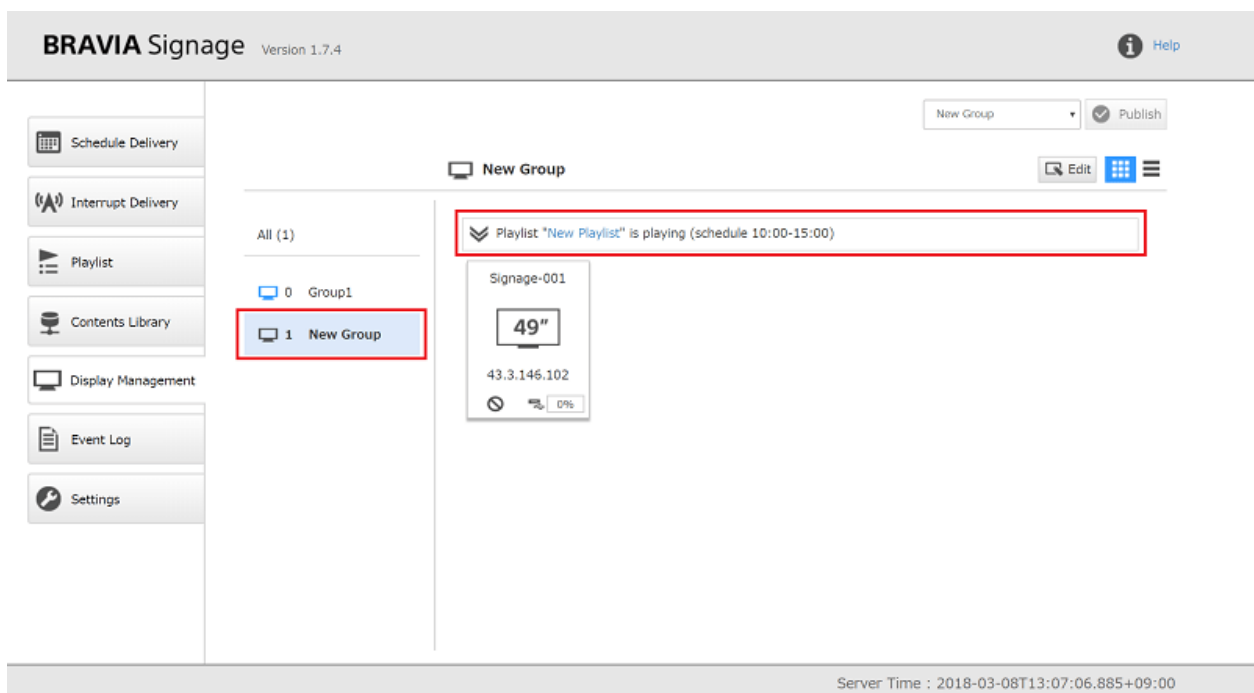 BRAVIA Signage Version 1.7.4
Help
New Group
Publish
Schedule Delivery
Interrupt Delivery
Playlist
Contents Library
Display Management
Event Log
Settings
New Group
Edit
All (1)
0 Group1
1 New Group
Playlist "New Playlist" is playing (schedule 10:00-15:00)
Signage-001
49"
43.3.146.102
0%
Server Time : 2018-03-08T13:07:06.885+09:00